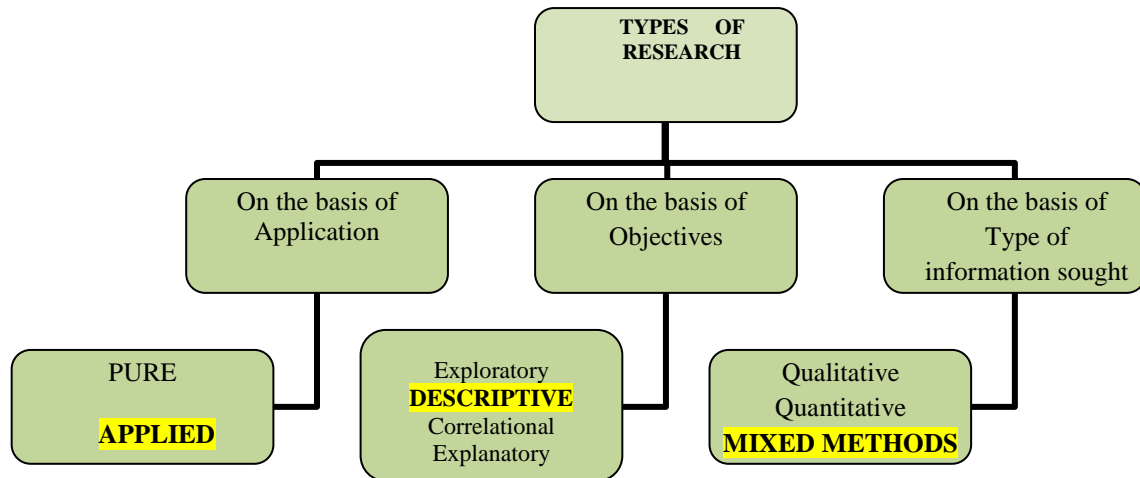 TYPES OF
RESEARCH
On the basis of
Application
On the basis of
Objectives
On the basis of
Type of
information sought
PURE
APPLIED
Exploratory
DESCRIPTIVE
Correlational
Explanatory
Qualitative
Quantitative
MIXED METHODS